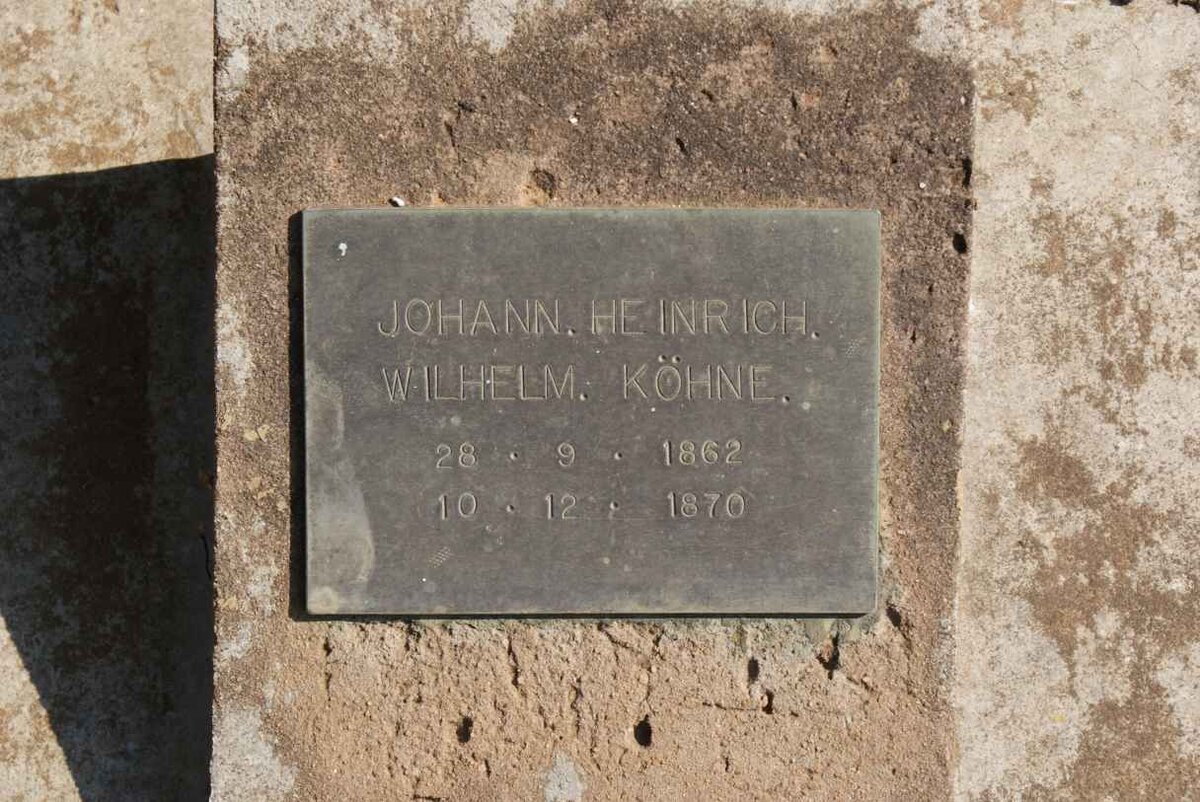 JOHANN. HEINRICH.
WILHELM. KÖHNE.
28 · 9 · 1862
10 · 12 · 1870